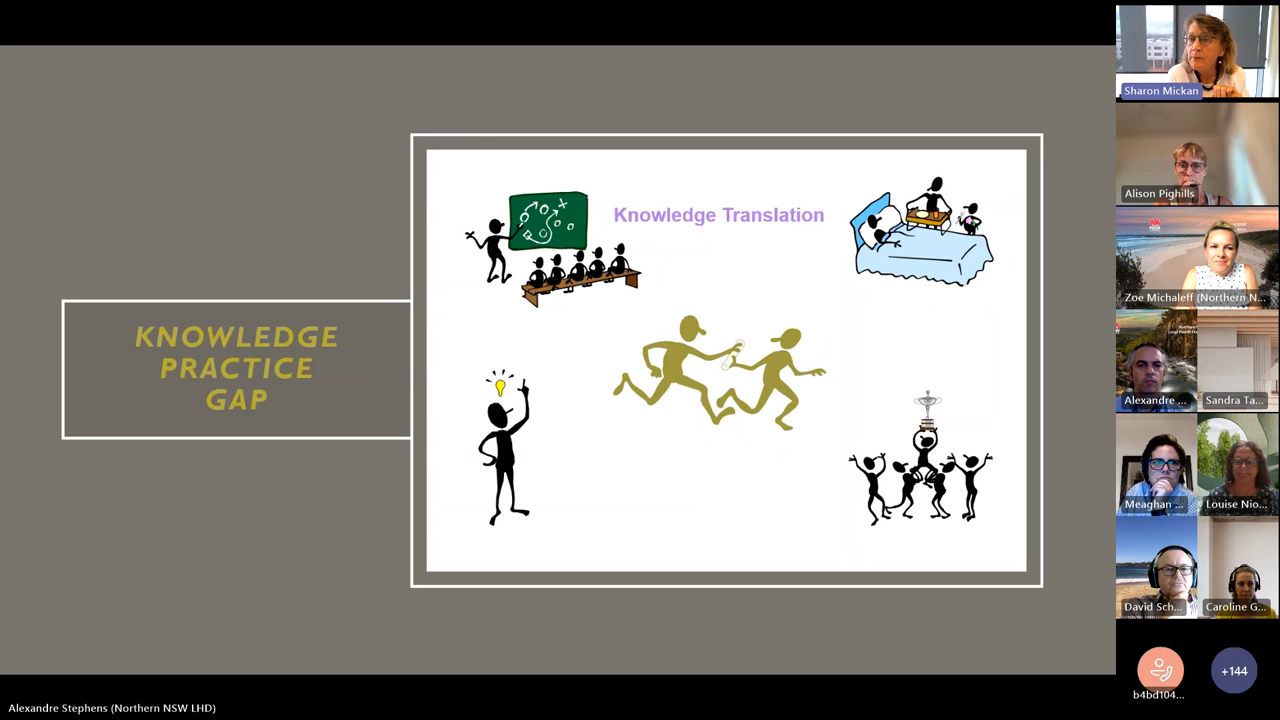 KNOWLEDGE
PRACTICE
GAP
Knowledge Translation
Sharon Mickan
Alison Pighills
Zoe Michaleff (Northern N...
Alexandre ...
Sandra Ta...
Meaghan ...
Louise Nio...
David Sch...
Caroline G...
b4bd104...
+144
Alexandre Stephens (Northern NSW LHD)